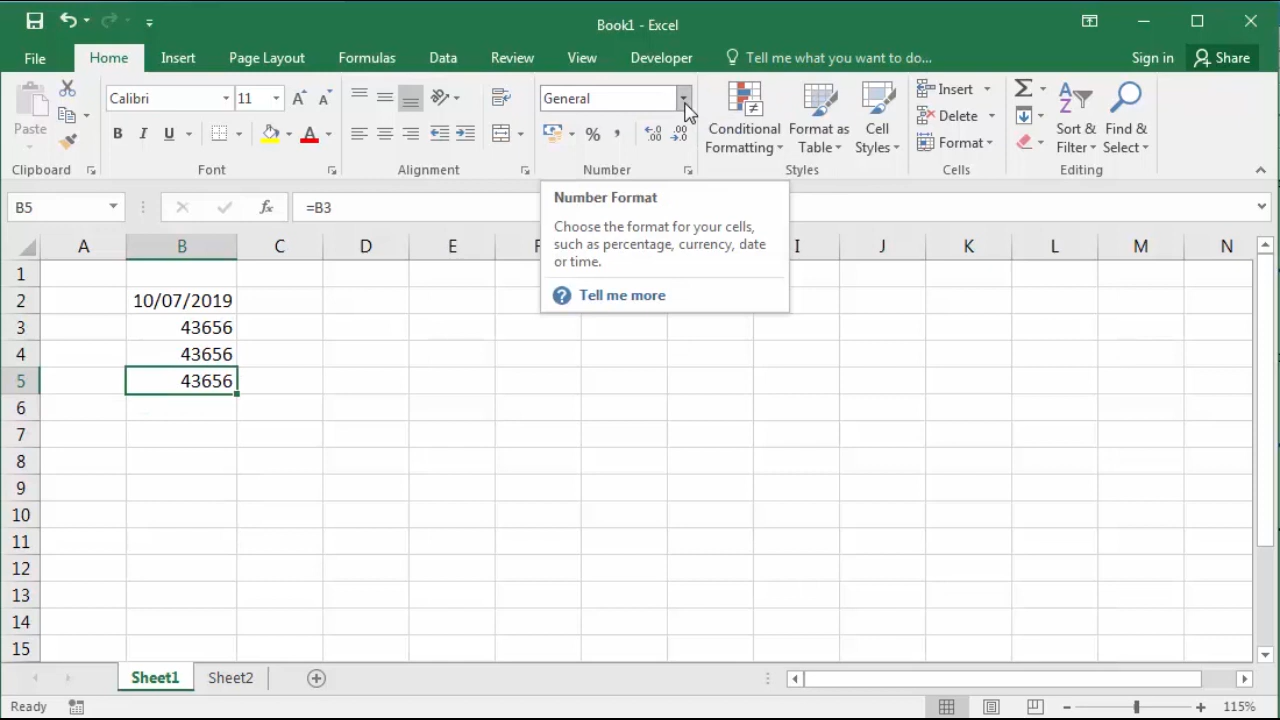 Book1 - Excel
File Home Insert Page Layout Formulas Data Review View Developer Tell me what you want to do... Sign in Share
Paste
Clipboard
Calibri 11
A A
B I U A
Font
Alignment
General
% ,
Number
Conditional Formatting
Format as Table
Cell Styles
Styles
Insert
Delete
Format
Cells
Sort & Filter
Find & Select
Editing
B5 fx =B3
Number Format
Choose the format for your cells,
such as percentage, currency, date
or time.
Tell me more
A B C D E F I J K L M N
1
2 10/07/2019
3 43656
4 43656
5 43656
6
7
8
9
10
11
12
13
14
15
Sheet1 Sheet2
Ready 115%